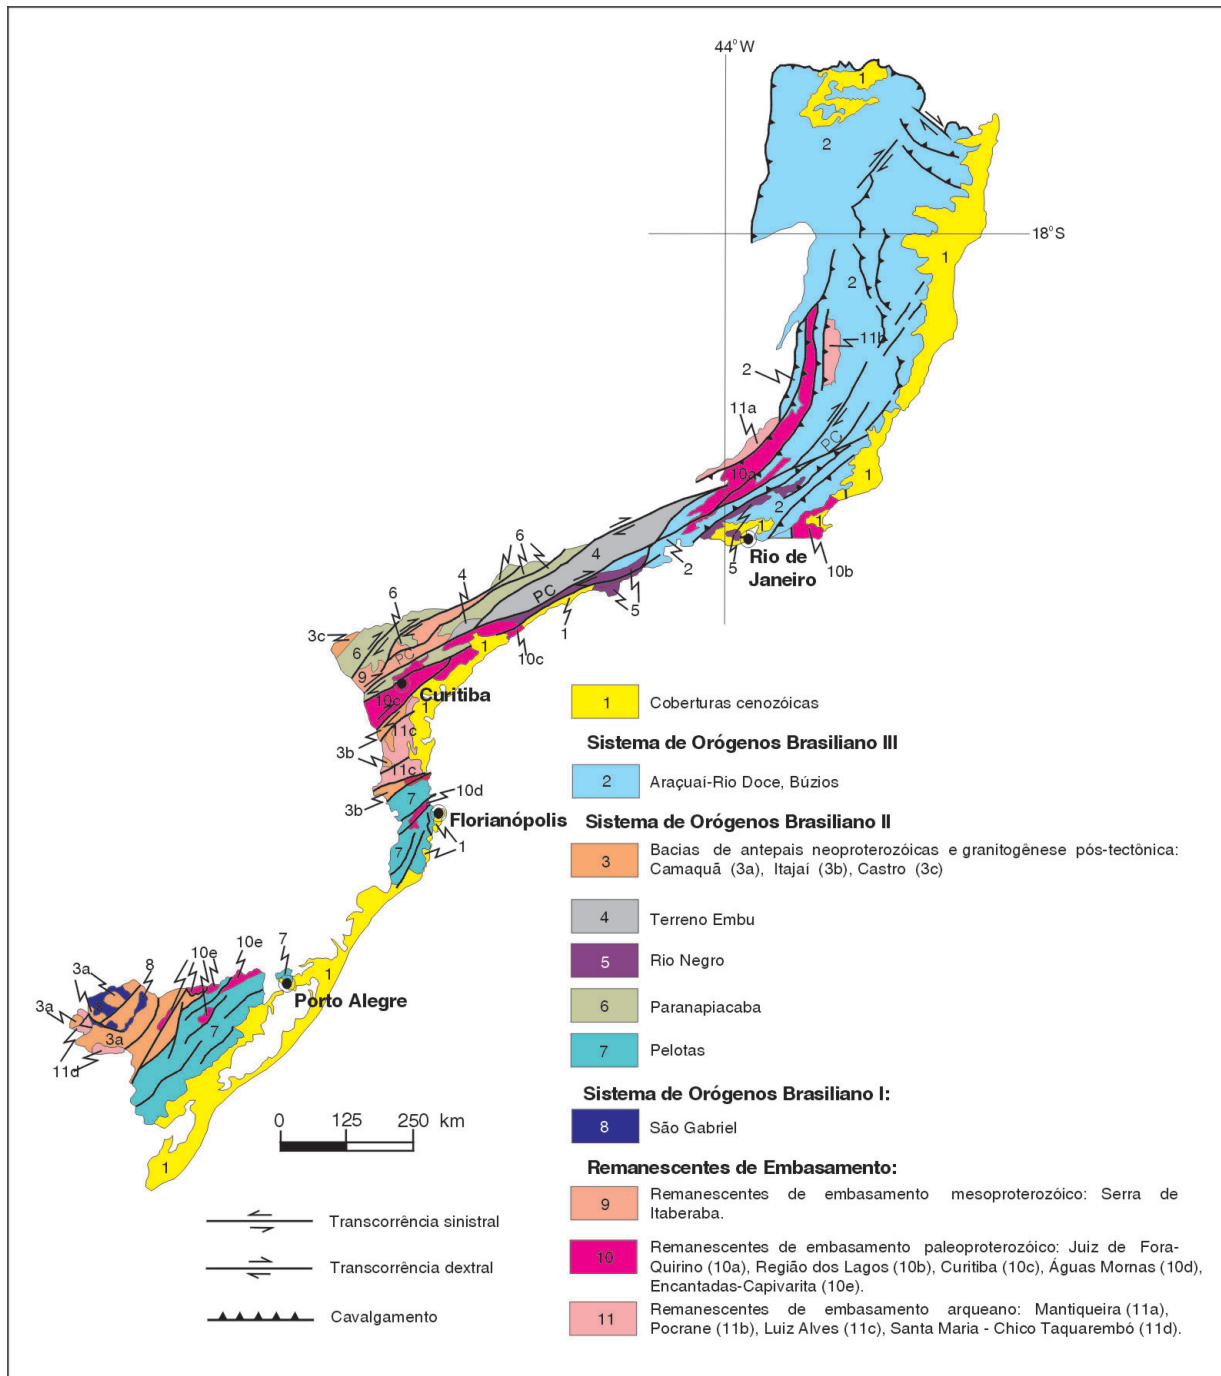 44°W
1
2
18°S
1
2
11b
2
11a
PC
10a
1
2
1
1
6
4
5
Rio de
Janeiro
10b
2
4
PC
5
6
3c
6
PC
9
1
10c
1
10c
Curitiba
1
11c
3b
11c
10d
3b
7
Florianópolis
7
1
10e
10e
7
8
3a
1
Porto Alegre
3a
7
3a
11d
0 125 250 km
1
1 Coberturas cenozóicas
Sistema de Orógenos Brasiliano III
2 Araçuaí-Rio Doce, Búzios
Sistema de Orógenos Brasiliano II
3 Bacias de antepais neoproterozóicas e granitogênese pós-tectônica:
Camaquã (3a), Itajaí (3b), Castro (3c)
4 Terreno Embu
5 Rio Negro
6 Paranapiacaba
7 Pelotas
Sistema de Orógenos Brasiliano I:
8 São Gabriel
Remanescentes de Embasamento:
9 Remanescentes de embasamento mesoproterozóico: Serra de
Itaberaba.
10 Remanescentes de embasamento paleoproterozóico: Juiz de Fora-
Quirino (10a), Região dos Lagos (10b), Curitiba (10c), Águas Mornas (10d),
Encantadas-Capivarita (10e).
11 Remanescentes de embasamento arqueano: Mantiqueira (11a),
Pocrane (11b), Luiz Alves (11c), Santa Maria - Chico Taquarembó (11d).
Transcorrência sinistral
Transcorrência dextral
Cavalgamento